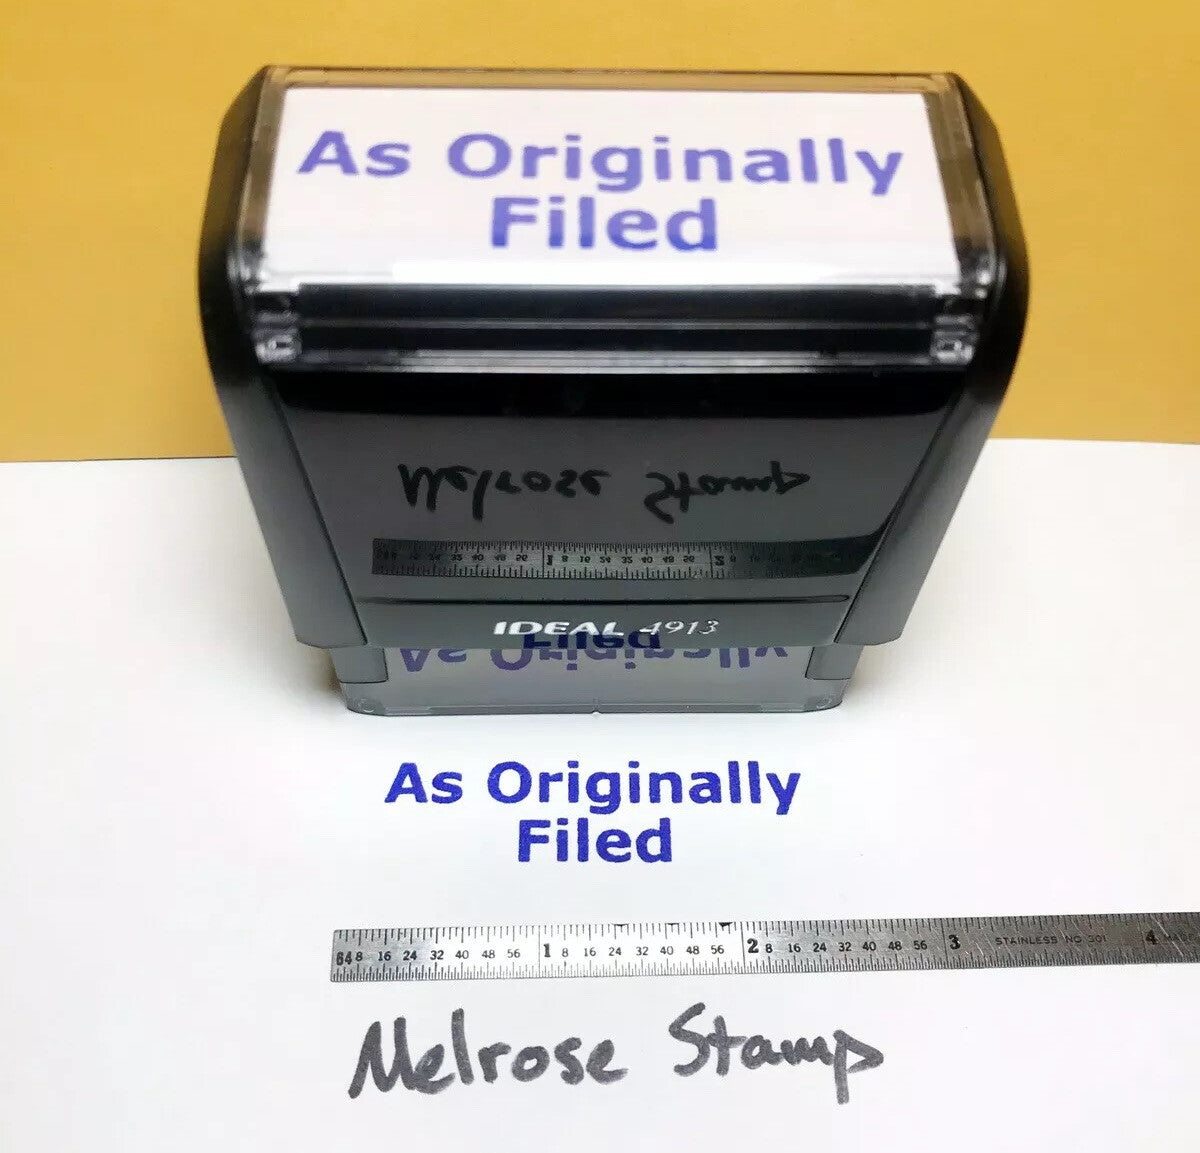 As Originally
Filed
Melrose Stamp
IDEAL 4913
As Originally
Filed
64 8 16 24 32 40 48 56 1 8 16 24 32 40 48 56 2 8 16 24 32 40 48 56 3 STAINLESS NO 301 4
Melrose Stamp